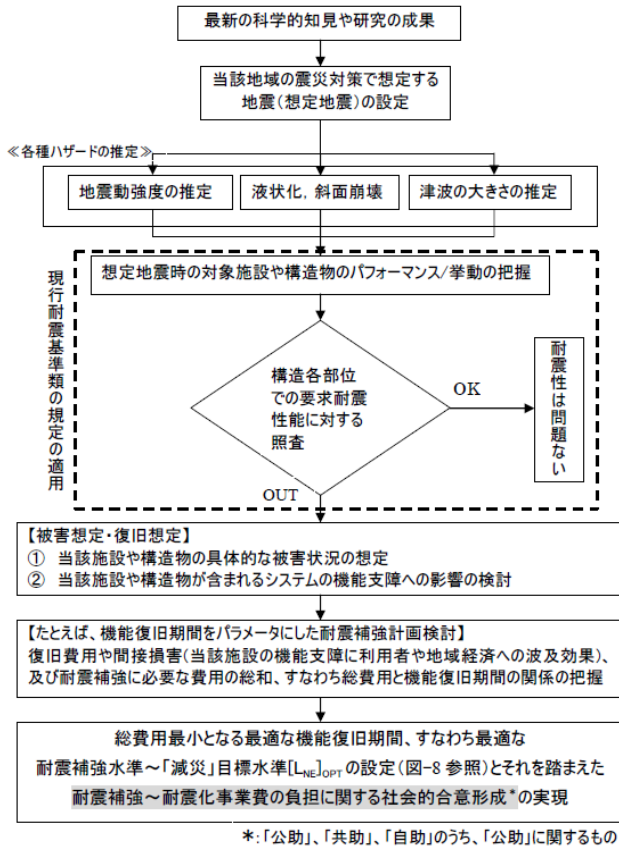 最新の科学的知見や研究の成果
当該地域の震災対策で想定する
地震(想定地震)の設定
≪各種ハザードの推定≫
地震動強度の推定
液状化,斜面崩壊
津波の大きさの推定
現行耐震基準類の規定の適用
想定地震時の対象施設や構造物のパフォーマンス/挙動の把握
構造各部位
での要求耐震
性能に対する
照査
OK
耐震性は問題ない
OUT
【被害想定・復旧想定】
① 当該施設や構造物の具体的な被害状況の想定
② 当該施設や構造物が含まれるシステムの機能支障への影響の検討
【たとえば、機能復旧期間をパラメータにした耐震補強計画検討】
復旧費用や間接損害(当該施設の機能支障に利用者や地域経済への波及効果)、
及び耐震補強に必要な費用の総和、すなわち総費用と機能復旧期間の関係の把握
総費用最小となる最適な機能復旧期間、すなわち最適な
耐震補強水準～「減災」目標水準[LNE]OPTの設定(図-8 参照)とそれを踏まえた
耐震補強～耐震化事業費の負担に関する社会的合意形成*の実現
*:「公助」、「共助」、「自助」のうち、「公助」に関するもの